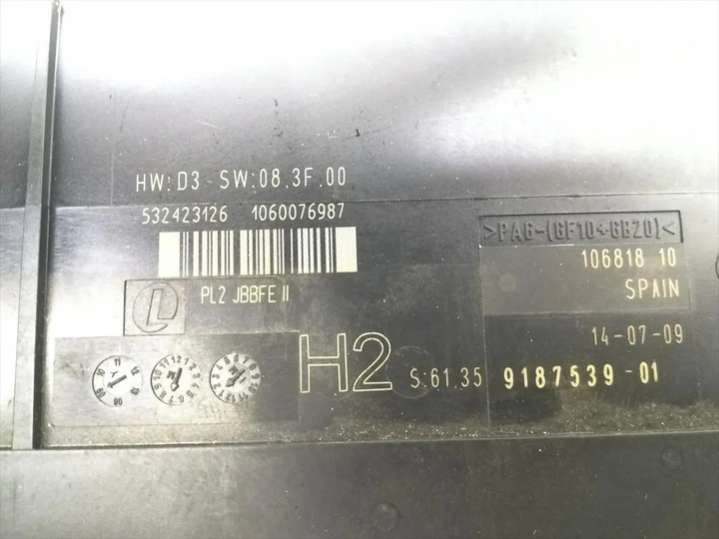 HW:D3-SW:08.3F.00
532423126 1060076987
PL2 JBBFE II
L
>PA6-(GF10+GB20)<
106818 10
SPAIN
14-07-09
H2
S:61.35
9187539-01